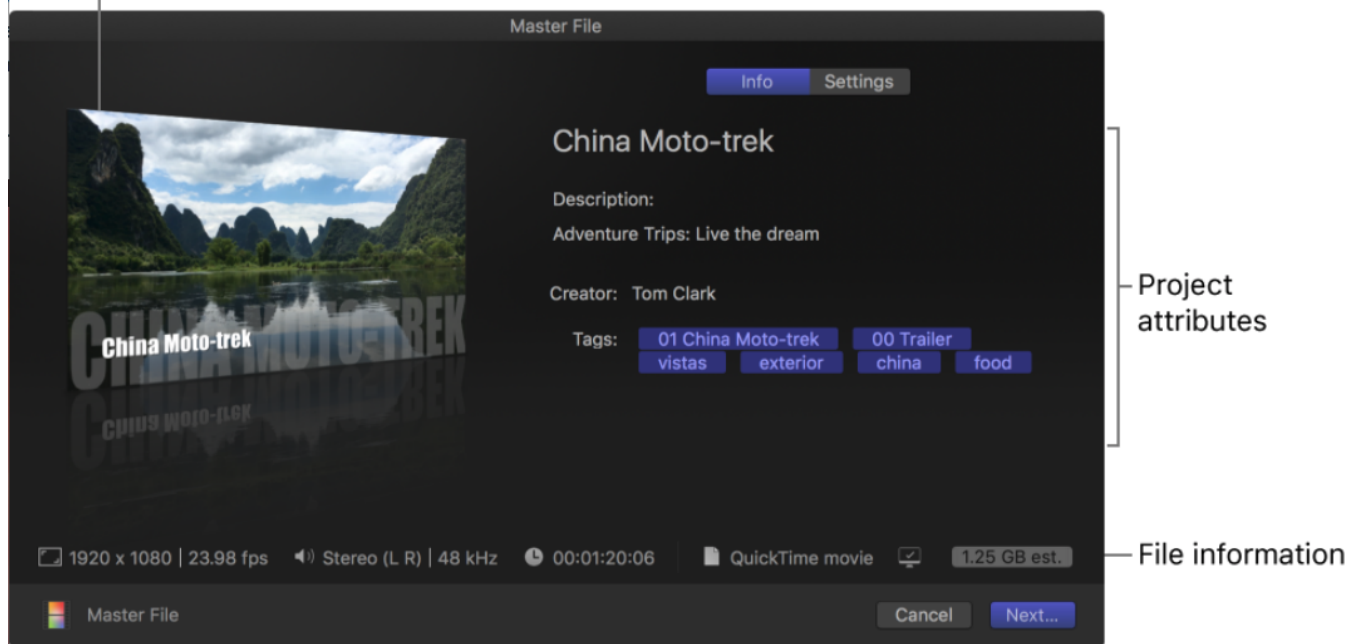 Master File
Info Settings
China Moto-trek
Description:
Adventure Trips: Live the dream
Creator: Tom Clark
Tags: 01 China Moto-trek 00 Trailer
vistas exterior china food
CHINA MOTO-TREK
China Moto-trek
Project
attributes
1920 x 1080 | 23.98 fps Stereo (L R) | 48 kHz 00:01:20:06 QuickTime movie 1.25 GB est.
File information
Master File Cancel Next...